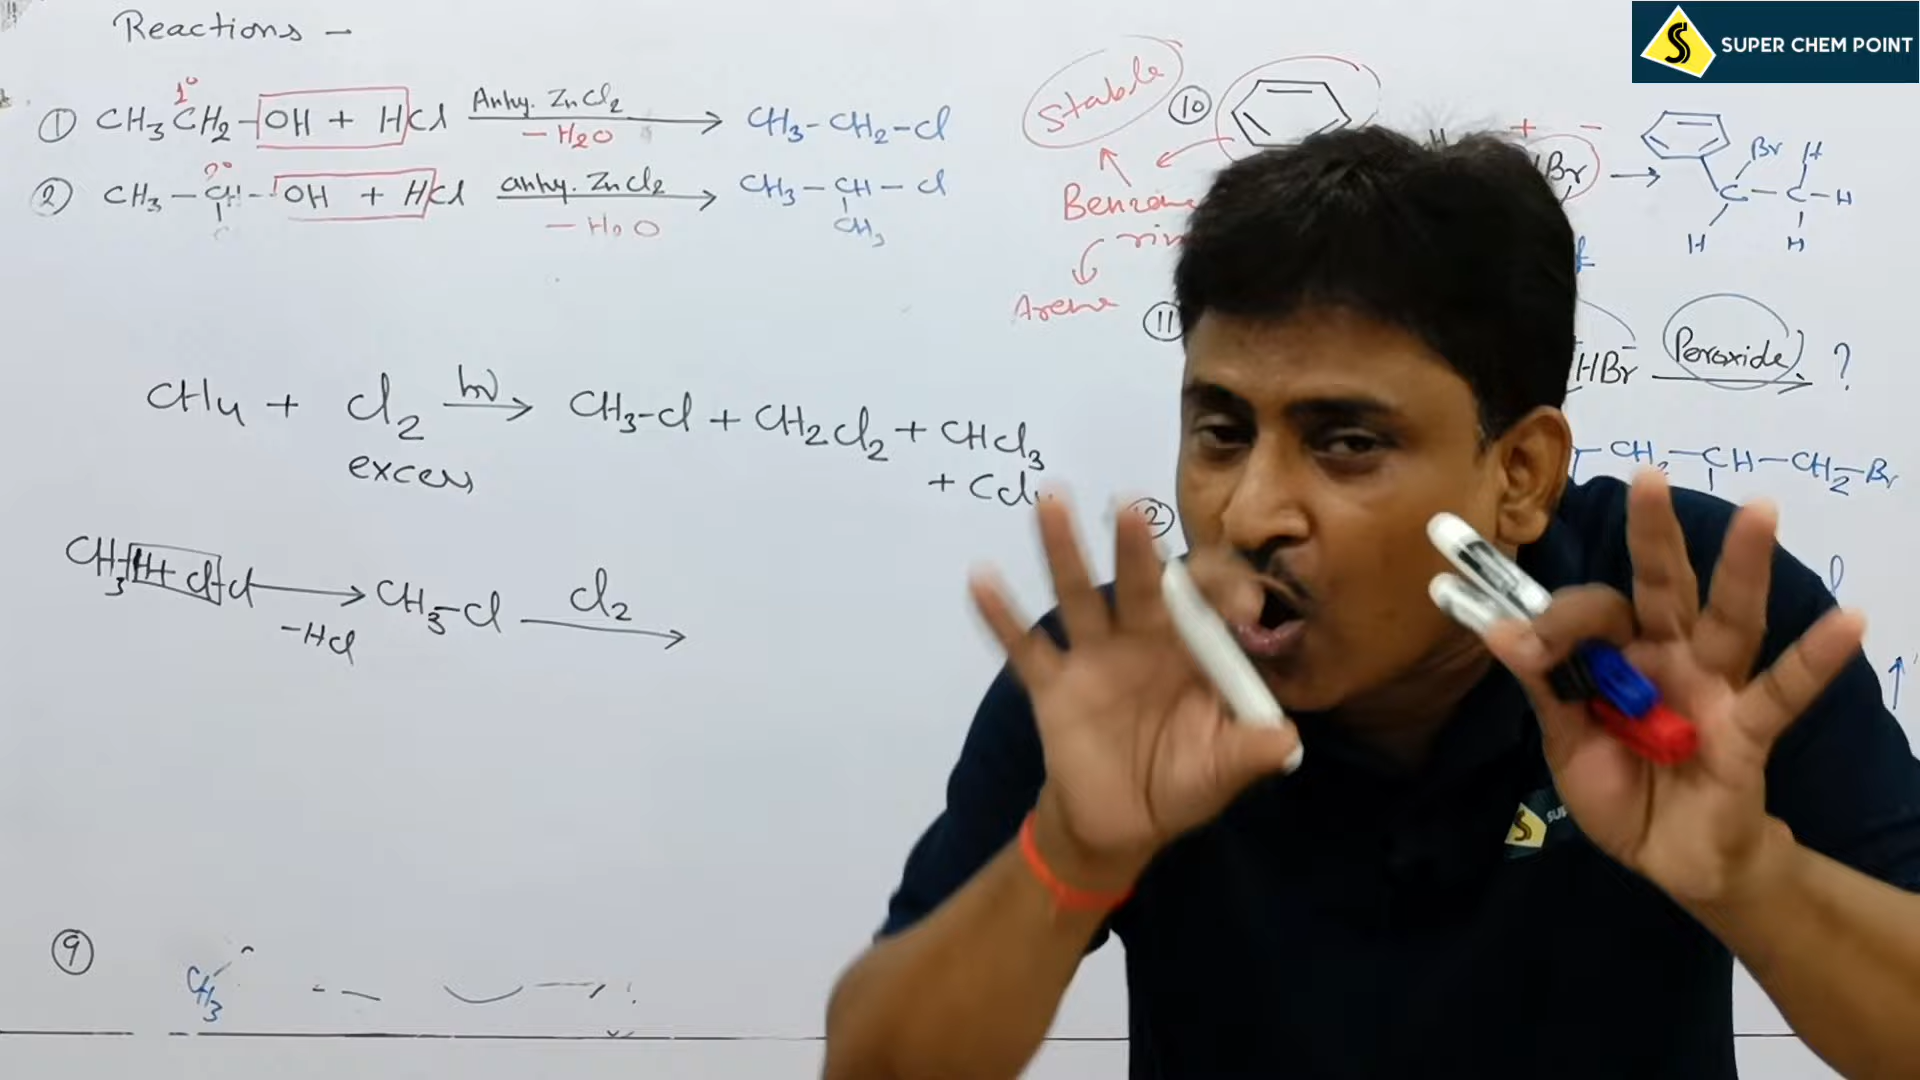 Reactions –
① CH3CH2-OH + HCl Anhy. ZnCl2 → CH3-CH2-Cl
1°
– H2O
② CH3 – CH – OH + HCl anhy. ZnCl2 → CH3 – CH – Cl
– H2O
CH3
CH4 + Cl2 hν → CH3-Cl + CH2Cl2 + CHCl3
excess
+ CCl4
CH3-H + Cl-Cl → CH3-Cl Cl2 →
-HCl
⑨
CH3
Stable
⑩
Benzene
Arene
+ –
HBr →
Br H
C – C – H
H H
⑪
HBr Peroxide → ?
CH2 – CH – CH2 – Br
SUPER CHEM POINT